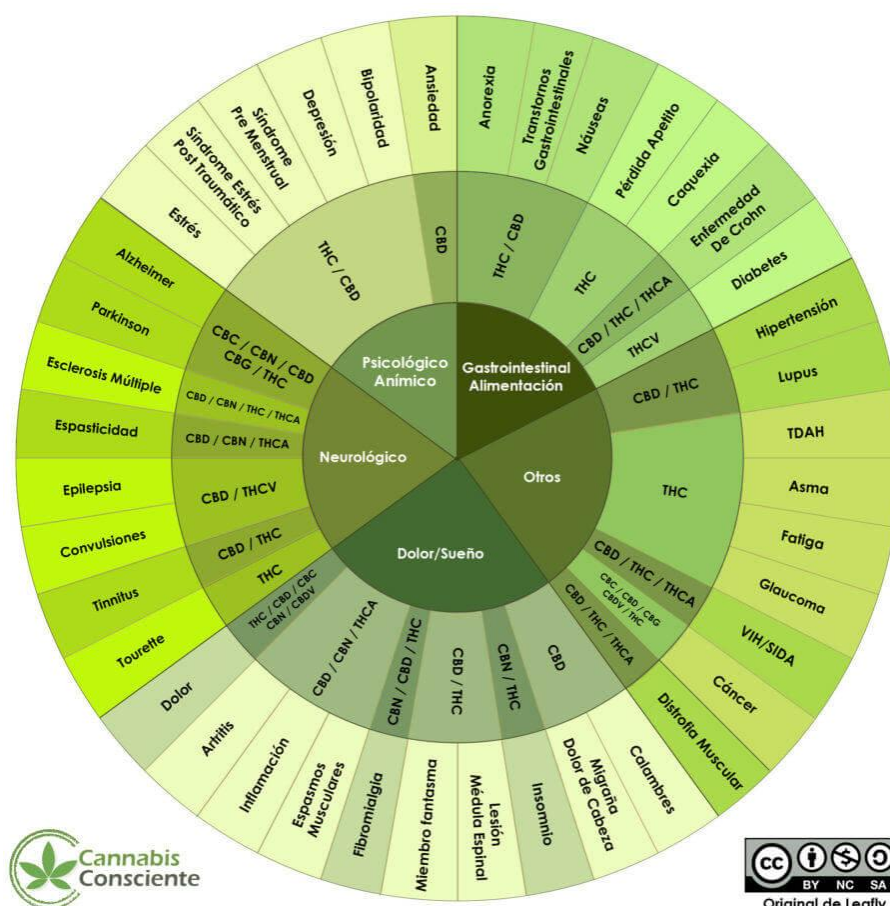 Psicológico
Anímico
Gastrointestinal
Alimentación
Otros
Dolor/Sueño
Neurológico
THC / CBD
CBD
THC / CBD
THC
CBD / THC / THCA
THCV
CBD / THC
THC
CBD / THC / THCA
CBC / CBD / CBG
CBDV / THC
CBD / THC / THCA
CBD
CBN / THC
CBD / THC
CBN / CBD / THC
CBD / CBN / THCA
THC / CBD / CBC
CBN / CBDV
THC
CBD / THC
CBD / THCV
CBD / CBN / THCA
CBD / CBN / THC / THCA
CBC / CBN / CBD
CBG / THC
Estrés
Síndrome Estrés
Post Traumático
Síndrome
Pre Menstrual
Depresión
Bipolaridad
Ansiedad
Anorexia
Transtornos
Gastrointestinales
Náuseas
Pérdida Apetito
Caquexia
Enfermedad
De Crohn
Diabetes
Hipertensión
Lupus
TDAH
Asma
Fatiga
Glaucoma
VIH/SIDA
Cáncer
Distrofia Muscular
Calambres
Migraña
Dolor de Cabeza
Insomnio
Lesión
Médula Espinal
Miembro fantasma
Fibromialgia
Espasmos
Musculares
Inflamación
Artritis
Dolor
Tourette
Tinnitus
Convulsiones
Epilepsia
Espasticidad
Esclerosis Múltiple
Parkinson
Alzheimer
Cannabis
Consciente
cc
BY NC SA
Original de Leafly